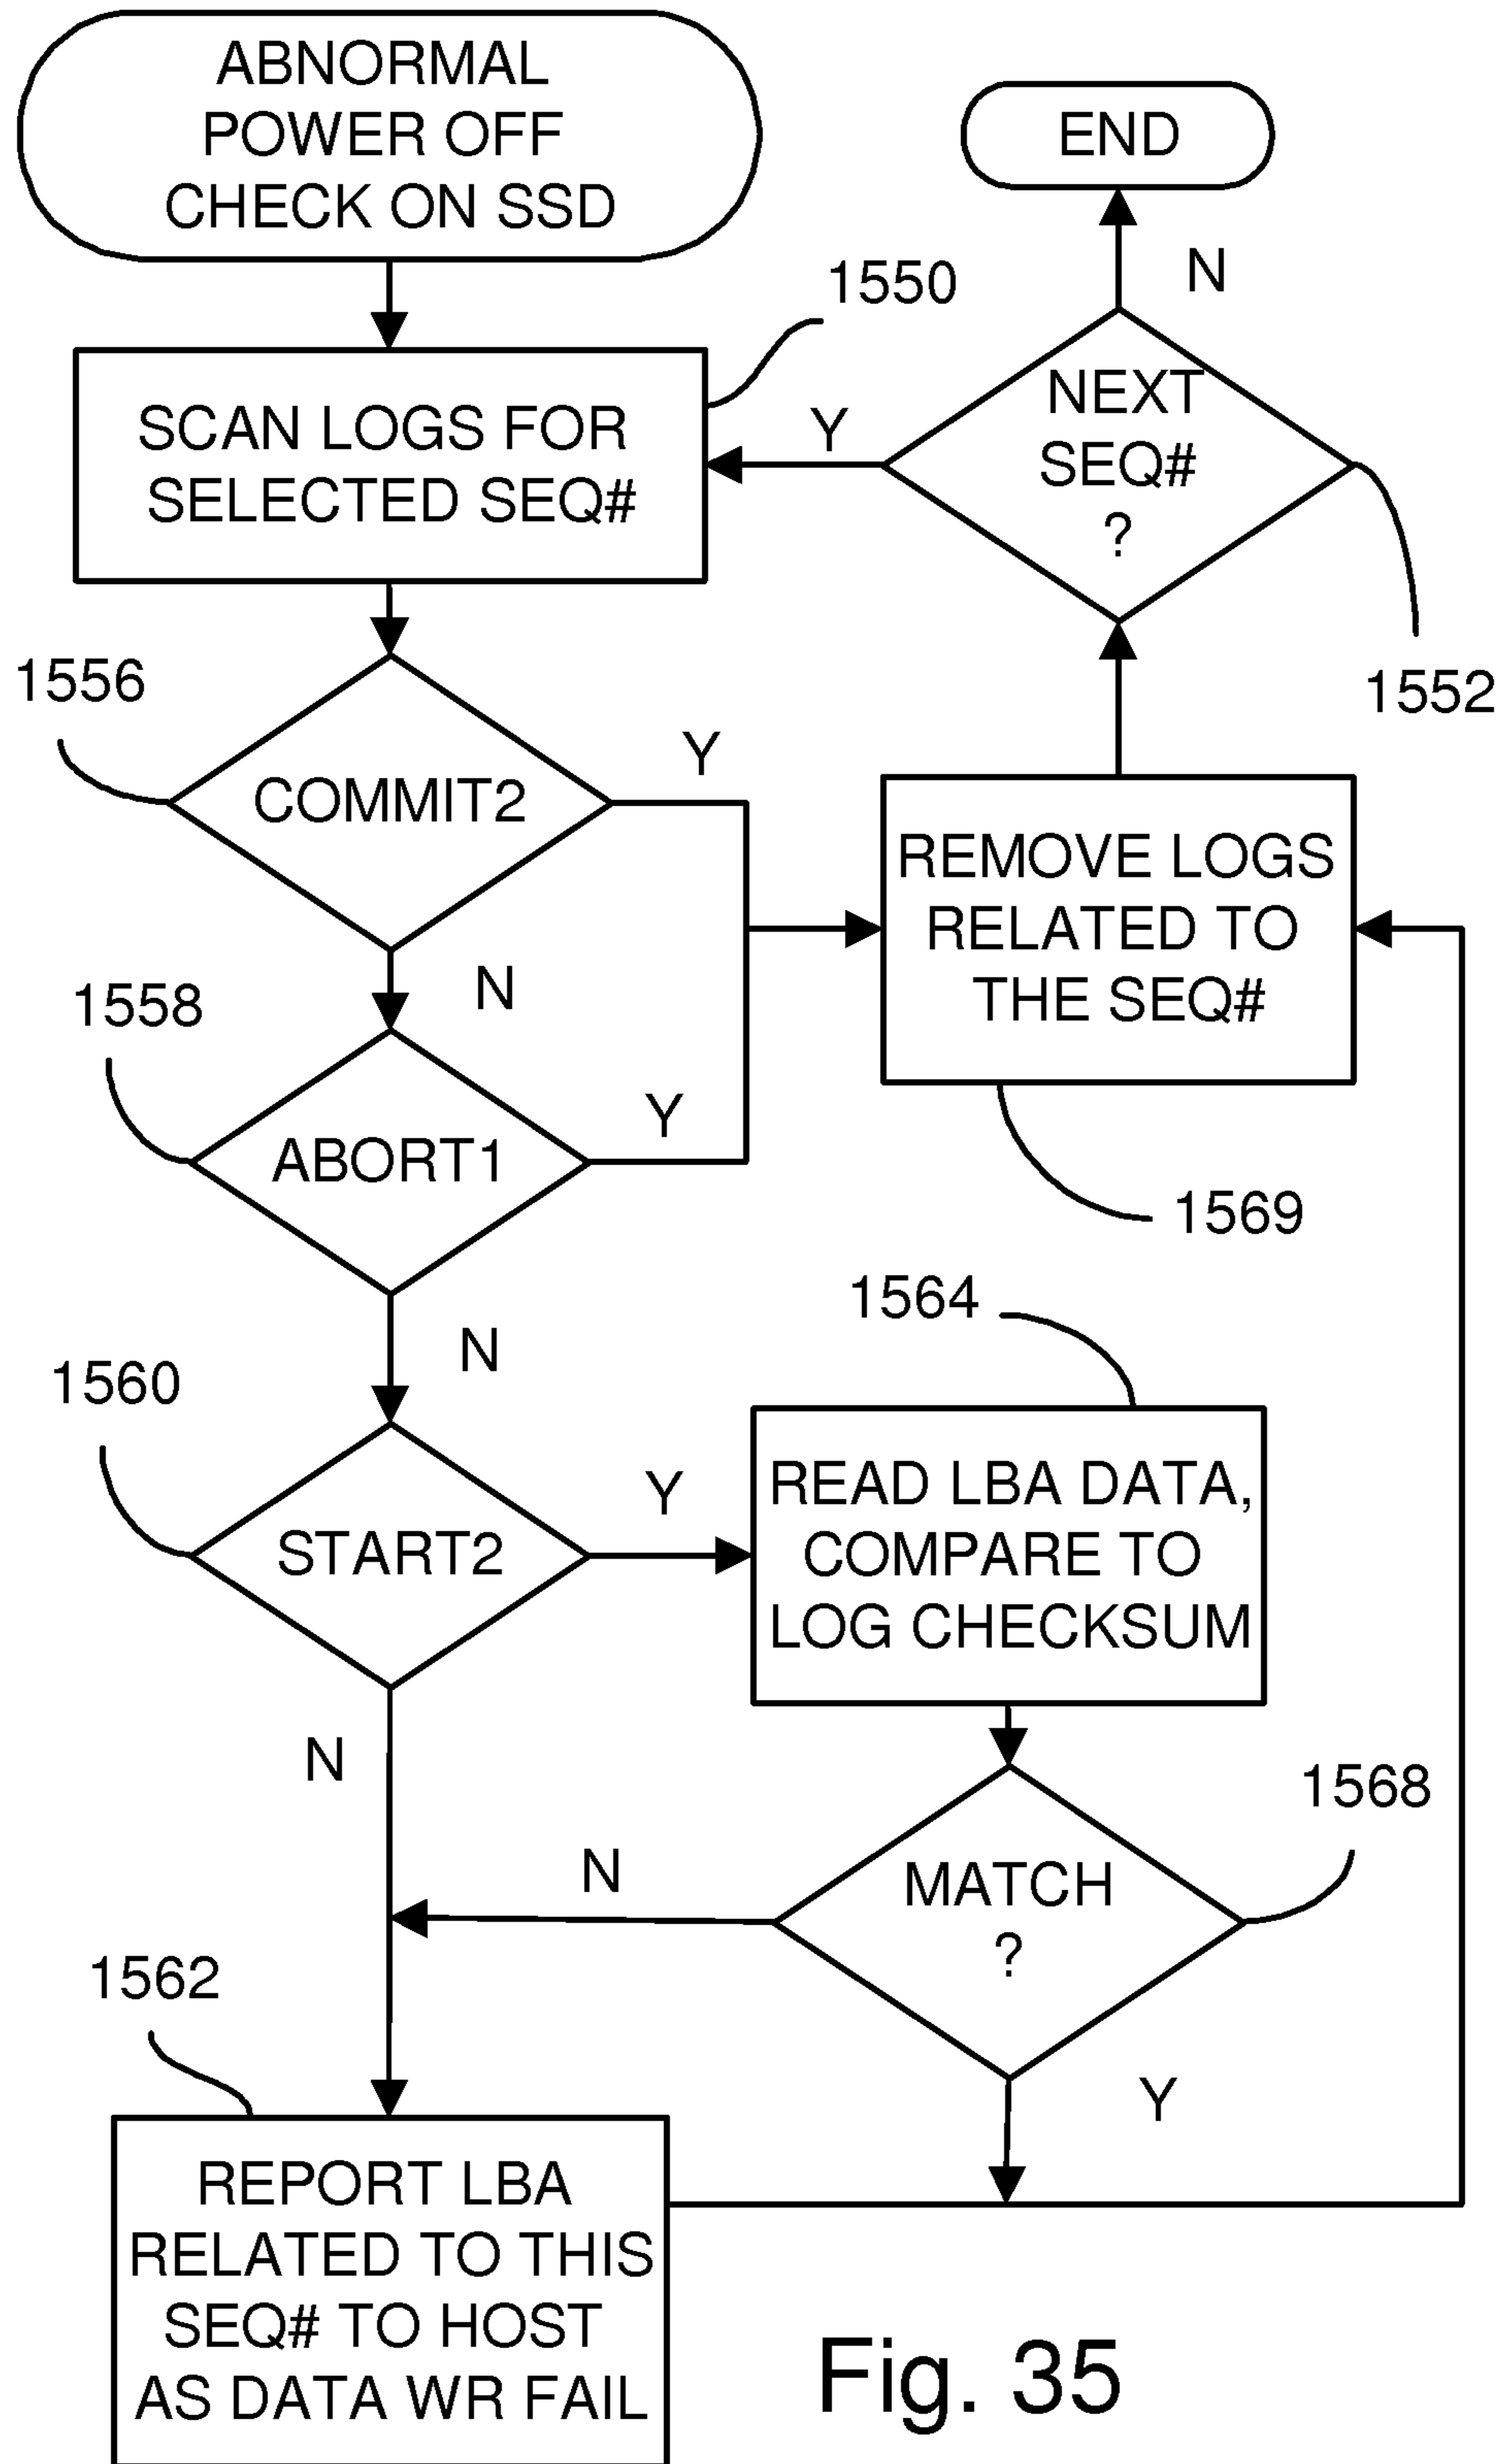 ABNORMAL
POWER OFF
CHECK ON SSD
END
N
1550
SCAN LOGS FOR
SELECTED SEQ#
Y
NEXT
SEQ#
?
1552
1556
COMMIT2
Y
N
REMOVE LOGS
RELATED TO
THE SEQ#
1569
1558
ABORT1
Y
N
1564
1560
START2
Y
READ LBA DATA,
COMPARE TO
LOG CHECKSUM
N
1568
MATCH
?
N
Y
1562
REPORT LBA
RELATED TO THIS
SEQ# TO HOST
AS DATA WR FAIL
Fig. 35